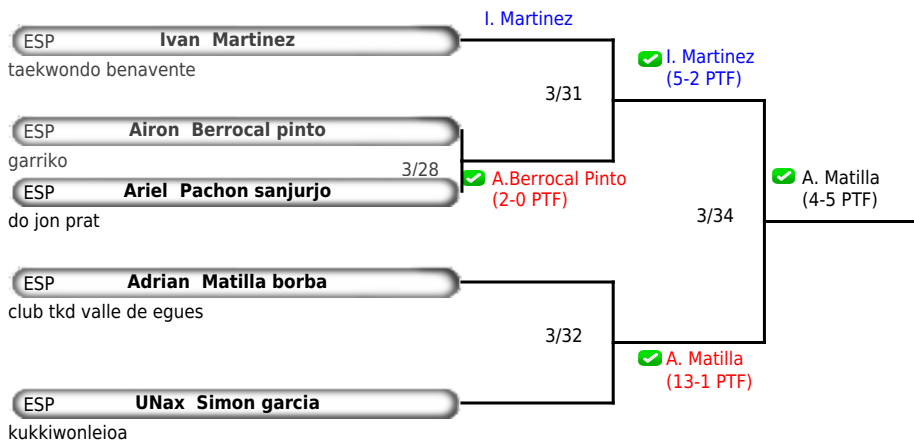 I. Martinez
ESP Ivan Martinez
taekwondo benavente
I. Martinez
(5-2 PTF)
3/31
ESP Airon Berrocal pinto
garriko
3/28
A.Berrocal Pinto
(2-0 PTF)
ESP Ariel Pachon sanjurjo
do jon prat
A. Matilla
(4-5 PTF)
3/34
ESP Adrian Matilla borba
club tkd valle de egues
3/32
A. Matilla
(13-1 PTF)
ESP UNax Simon garcia
kukkiwonleioa